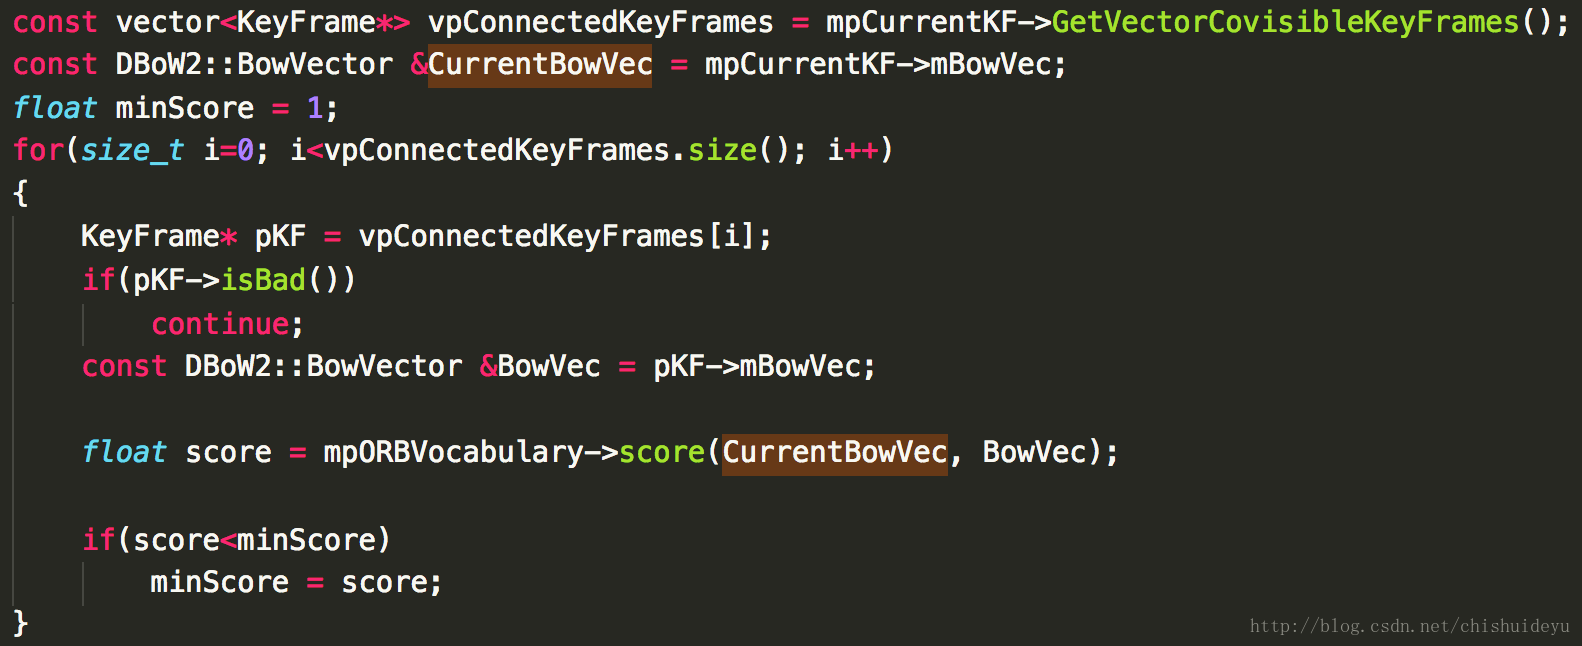 const vector<KeyFrame*> vpConnectedKeyFrames = mpCurrentKF->GetVectorCovisibleKeyFrames();
const DBoW2::BowVector &CurrentBowVec = mpCurrentKF->mBowVec;
float minScore = 1;
for(size_t i=0; i<vpConnectedKeyFrames.size(); i++)
{
    KeyFrame* pKF = vpConnectedKeyFrames[i];
    if(pKF->isBad())
        continue;
    const DBoW2::BowVector &BowVec = pKF->mBowVec;
    float score = mpORBVocabulary->score(CurrentBowVec, BowVec);
    if(score<minScore)
        minScore = score;
}
http://blog.csdn.net/chishuideyu